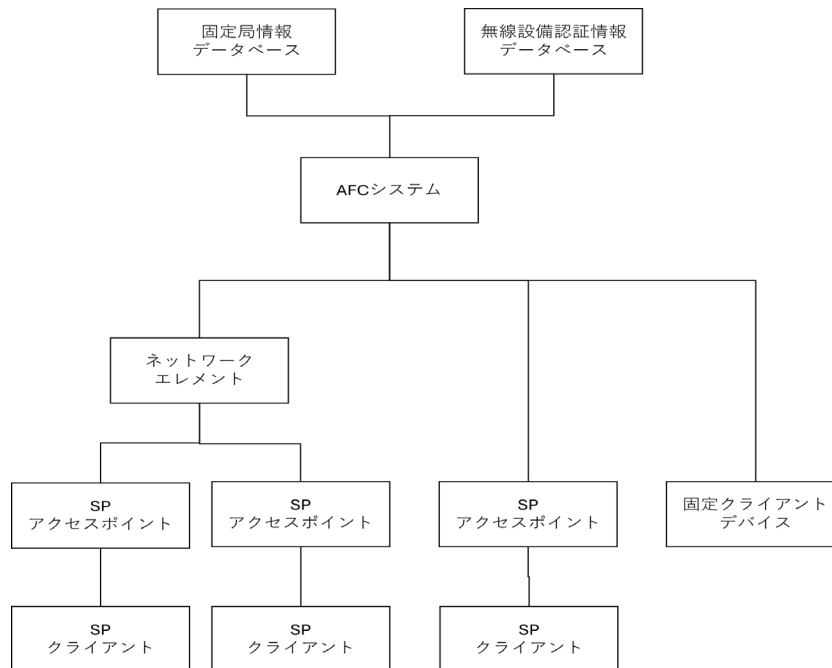 固定局情報
データベース
無線設備認証情報
データベース
AFCシステム
ネットワーク
エレメント
SP
アクセスポイント
SP
アクセスポイント
SP
アクセスポイント
固定クライアント
デバイス
SP
クライアント
SP
クライアント
SP
クライアント